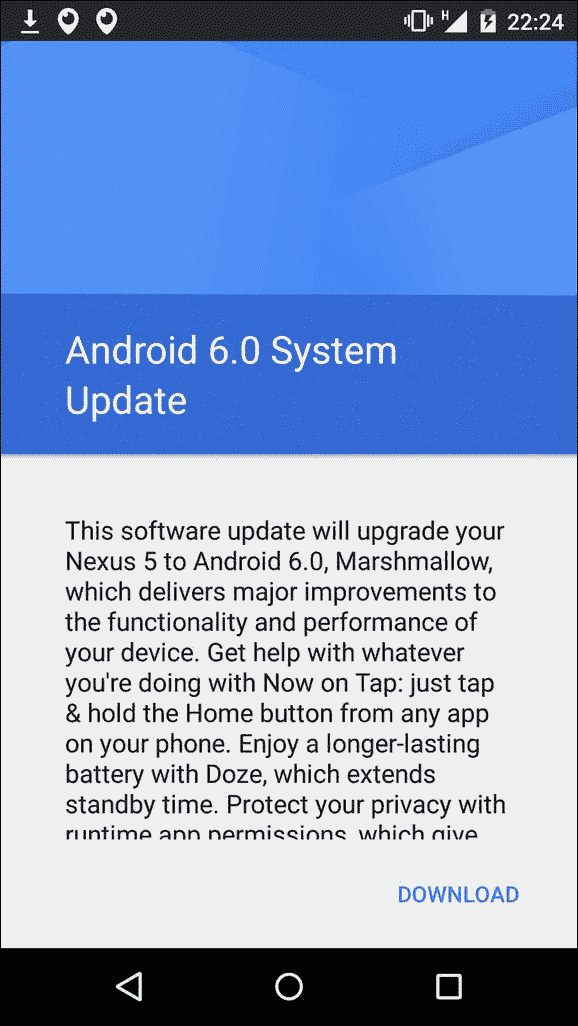 H 22:24
Android 6.0 System
Update
This software update will upgrade your
Nexus 5 to Android 6.0, Marshmallow,
which delivers major improvements to
the functionality and performance of
your device. Get help with whatever
you're doing with Now on Tap: just tap
& hold the Home button from any app
on your phone. Enjoy a longer-lasting
battery with Doze, which extends
standby time. Protect your privacy with
runtime app permissions, which give
DOWNLOAD